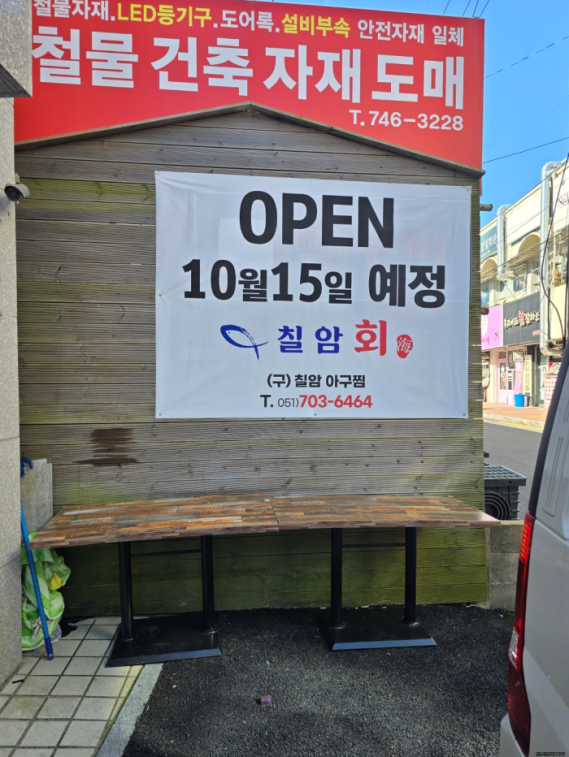 철물자재.LED등기구.도어록.설비부속 안전자재 일체
철물 건축 자재 도매
T. 746-3228
OPEN
10월15일 예정
칠암 회 海
(구) 칠암 아구찜
T. 051)703-6464